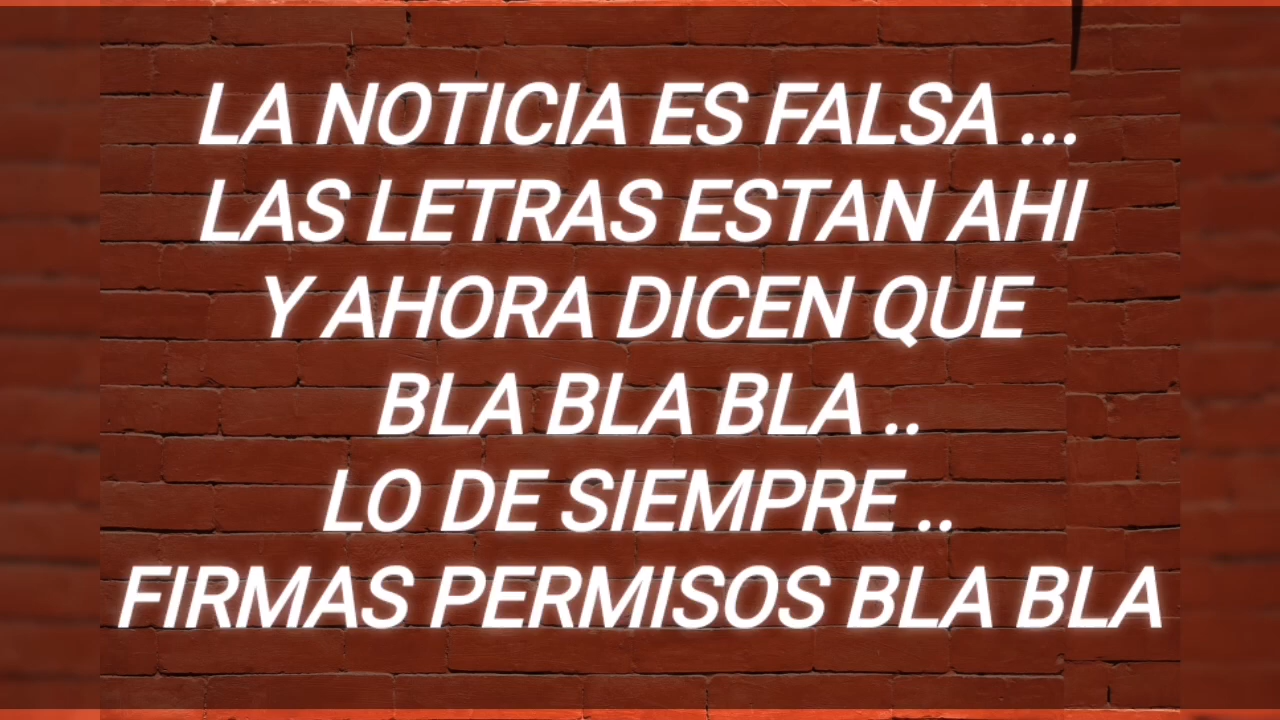 LA NOTICIA ES FALSA ...
LAS LETRAS ESTAN AHI
Y AHORA DICEN QUE
BLA BLA BLA ..
LO DE SIEMPRE ..
FIRMAS PERMISOS BLA BLA